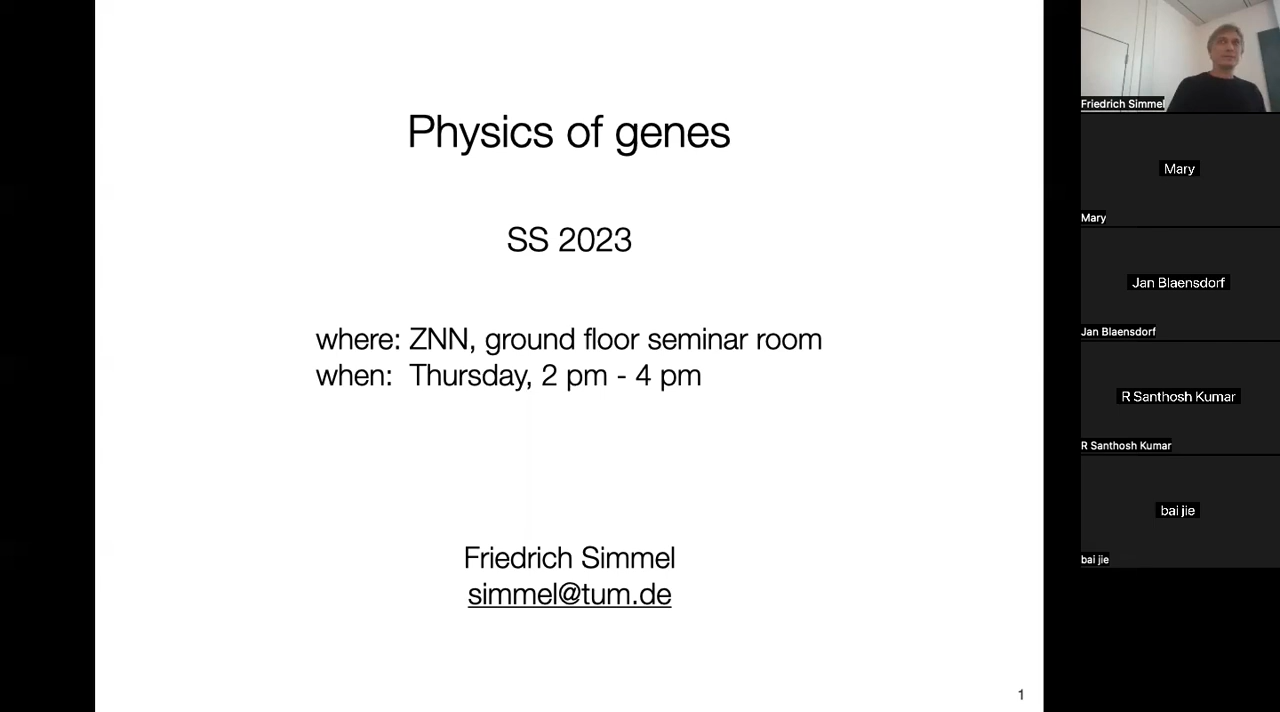 Physics of genes
SS 2023
where: ZNN, ground floor seminar room
when: Thursday, 2 pm - 4 pm
Friedrich Simmel
simmel@tum.de
1
Friedrich Simmel
Mary
Mary
Jan Blaensdorf
Jan Blaensdorf
R Santhosh Kumar
R Santhosh Kumar
bai jie
bai jie